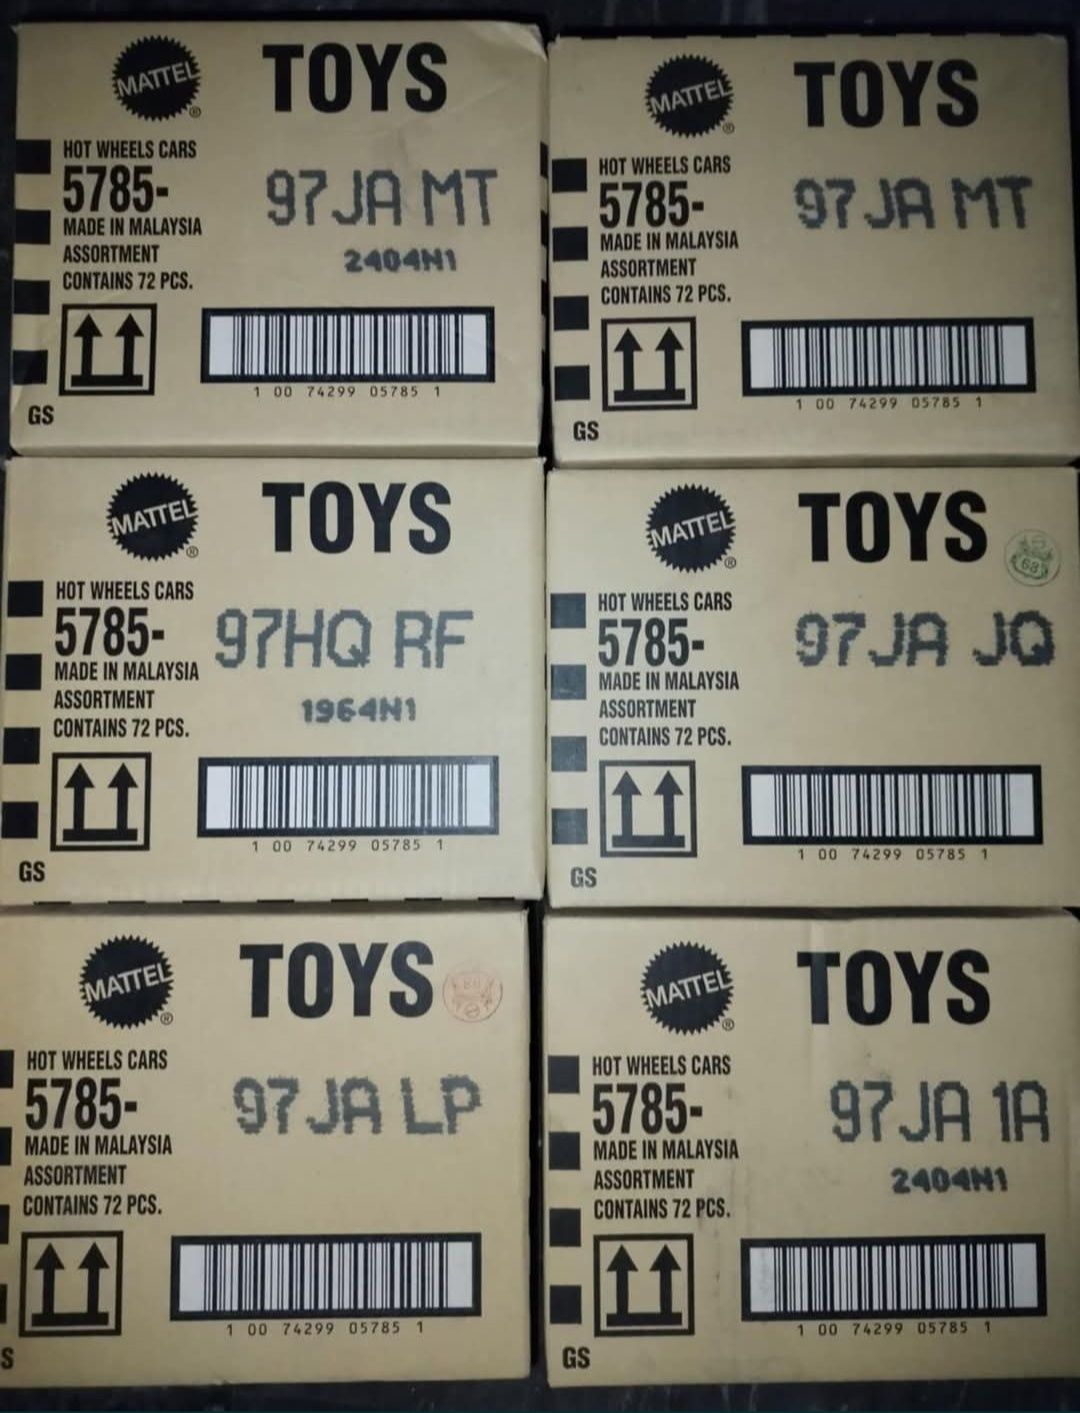 MATTEL
®
TOYS
HOT WHEELS CARS
5785-
97JA MT
MADE IN MALAYSIA
2404N1
ASSORTMENT
CONTAINS 72 PCS.
1 00 74299 05785 1
GS
MATTEL
®
TOYS
HOT WHEELS CARS
5785-
97JA MT
MADE IN MALAYSIA
ASSORTMENT
CONTAINS 72 PCS.
1 00 74299 05785 1
GS
MATTEL
®
TOYS
HOT WHEELS CARS
5785-
97HQ RF
MADE IN MALAYSIA
ASSORTMENT
1964N1
CONTAINS 72 PCS.
1 00 74299 05785 1
GS
MATTEL
®
TOYS
68
HOT WHEELS CARS
5785-
97JA JQ
MADE IN MALAYSIA
ASSORTMENT
CONTAINS 72 PCS.
1 00 74299 05785 1
GS
MATTEL
®
TOYS
HOT WHEELS CARS
5785-
97JA LP
MADE IN MALAYSIA
ASSORTMENT
CONTAINS 72 PCS.
1 00 74299 05785 1
S
MATTEL
®
TOYS
HOT WHEELS CARS
5785-
97JA 1A
MADE IN MALAYSIA
ASSORTMENT
2404N1
CONTAINS 72 PCS.
1 00 74299 05785 1
GS